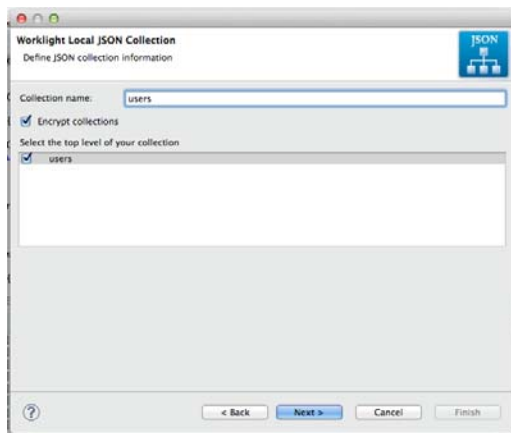 Worklight Local JSON Collection
Define JSON collection information
JSON
Collection name: users
Encrypt collections
Select the top level of your collection
users
?
< Back Next > Cancel Finish